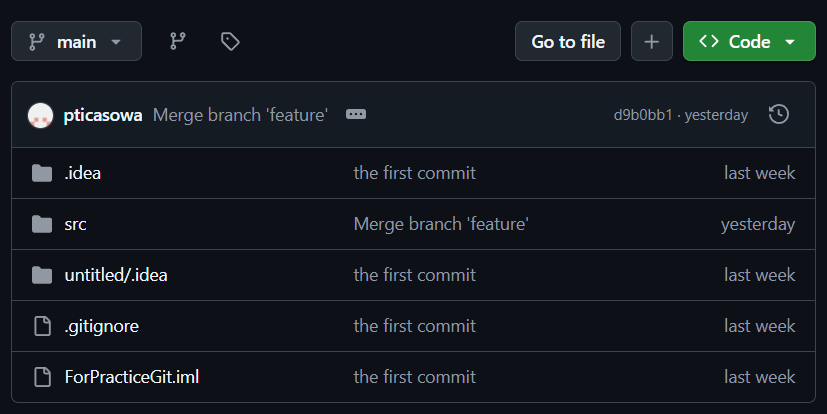 main
Go to file
Code
pticasowa Merge branch 'feature' d9b0bb1 · yesterday
.idea the first commit last week
src Merge branch 'feature' yesterday
untitled/.idea the first commit last week
.gitignore the first commit last week
ForPracticeGit.iml the first commit last week